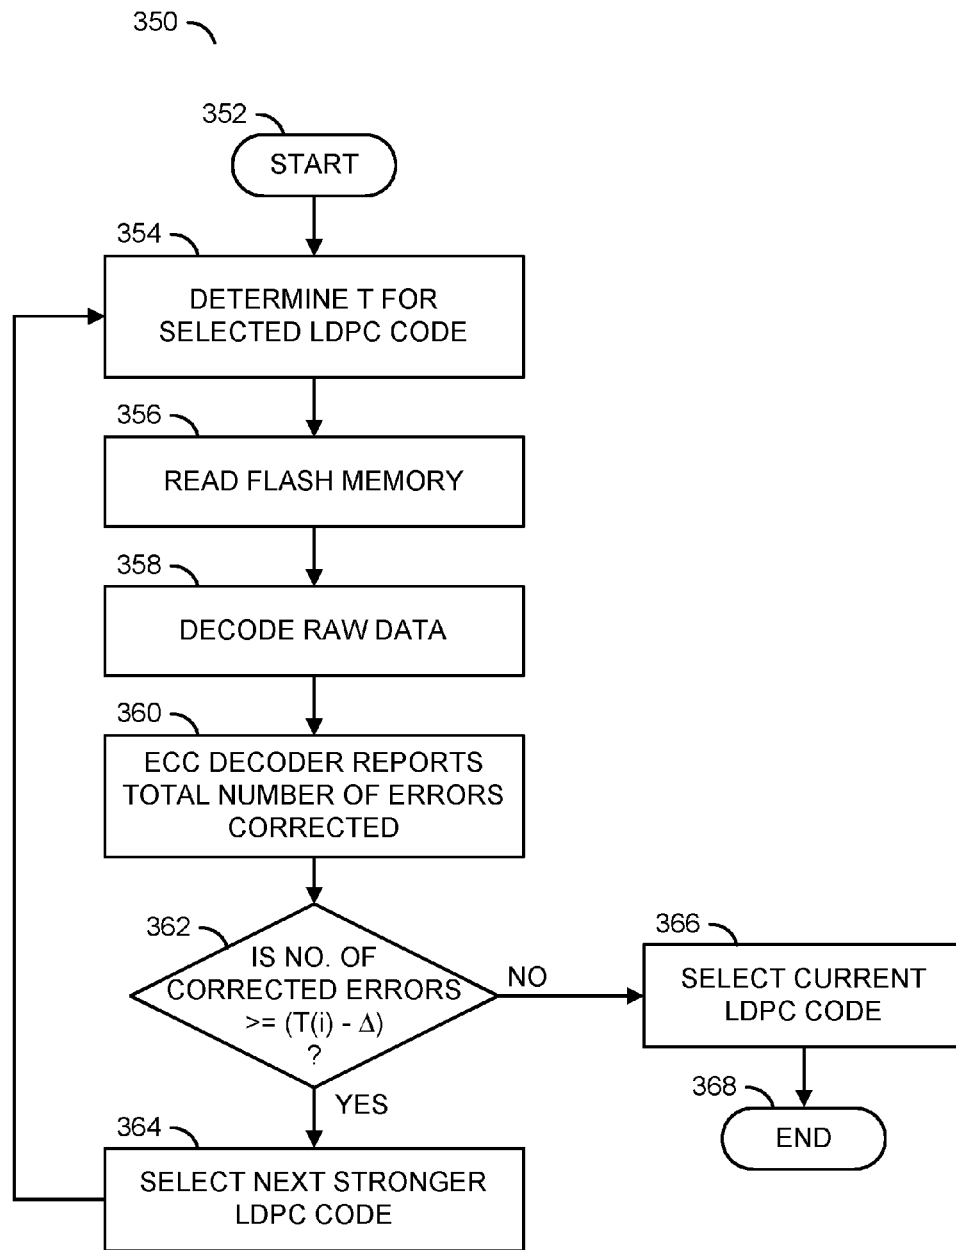 350
352
START
354
DETERMINE T FOR
SELECTED LDPC CODE
356
READ FLASH MEMORY
358
DECODE RAW DATA
360
ECC DECODER REPORTS
TOTAL NUMBER OF ERRORS
CORRECTED
362
IS NO. OF
CORRECTED ERRORS
>= (T(i) - Δ)
?
NO
YES
364
SELECT NEXT STRONGER
LDPC CODE
366
SELECT CURRENT
LDPC CODE
368
END